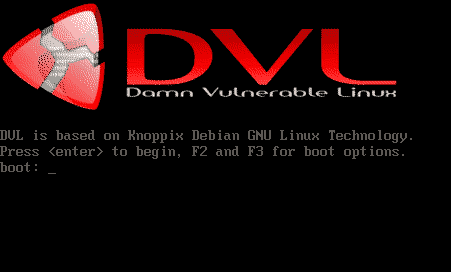 DVL
Damn Vulnerable Linux
DVL is based on Knoppix Debian GNU Linux Technology.
Press <enter> to begin, F2 and F3 for boot options.
boot: _